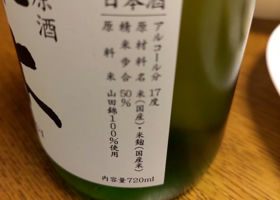 日本酒
アルコール分 17度
原材料名 米(国産)・米麹(国産米)
精米歩合 50%
原料米 山田錦100%使用
内容量720ml
原酒